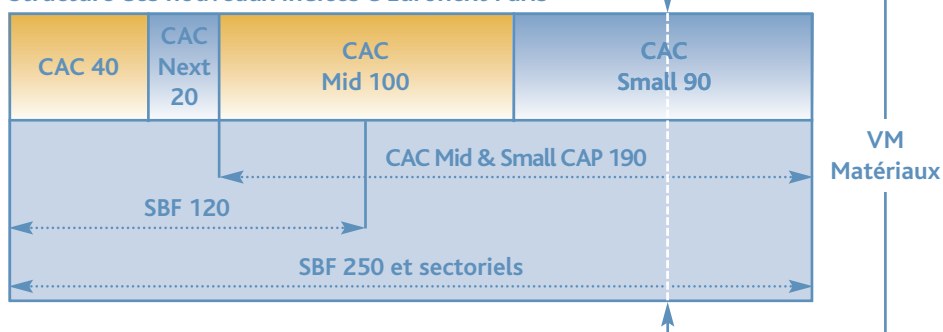 CAC 40
CAC
Next
20
CAC
Mid 100
CAC
Small 90
CAC Mid & Small CAP 190
SBF 120
SBF 250 et sectoriels
VM
Matériaux